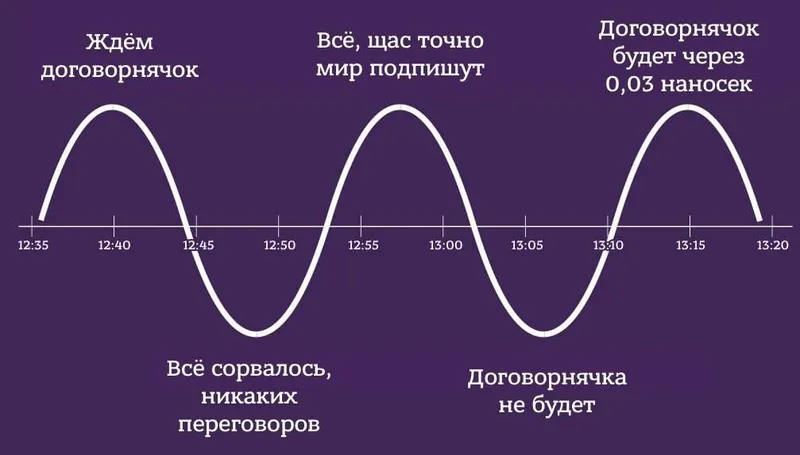 Ждём
договорнячок
Всё, щас точно
мир подпишут
Договорнячок
будет через
0,03 наносек
12:35
12:40
12:45
12:50
12:55
13:00
13:05
13:10
13:15
13:20
Всё сорвалось,
никаких
переговоров
Договорнячка
не будет